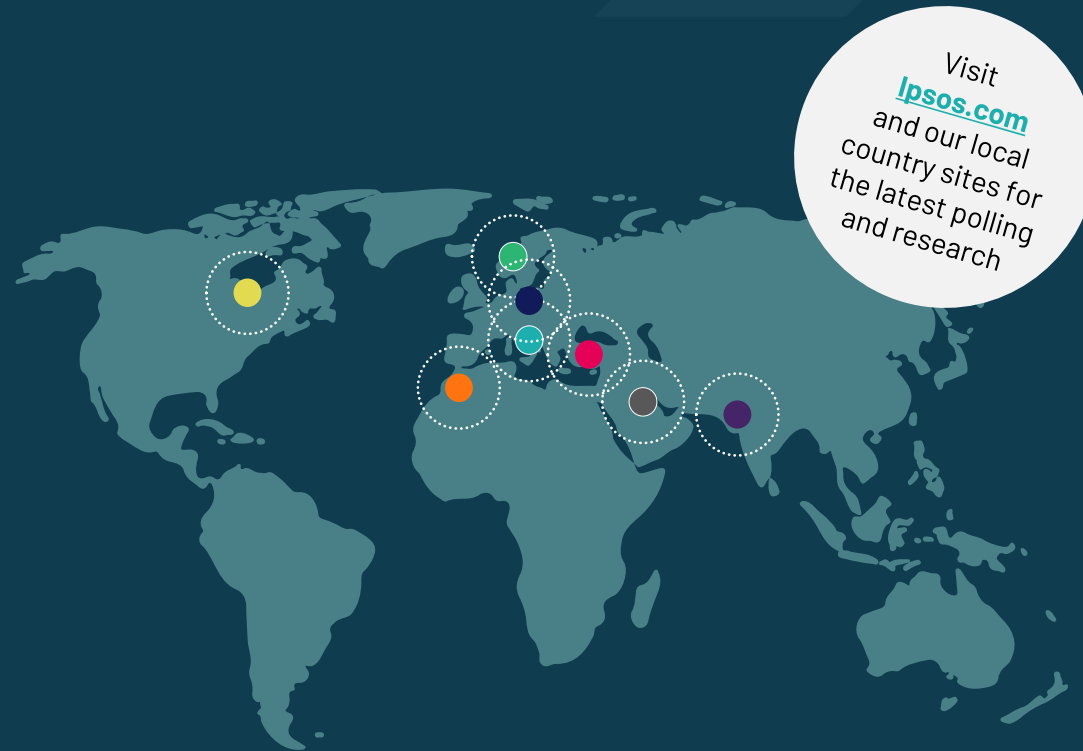 Visit
Ipsos.com
and our local
country sites for
the latest polling
and research